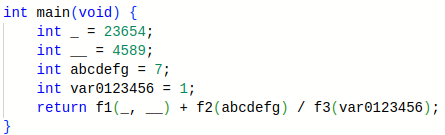 int main(void) {
    int _ = 23654;
    int __ = 4589;
    int abcdefg = 7;
    int var0123456 = 1;
    return f1(_, __) + f2(abcdefg) / f3(var0123456);
}